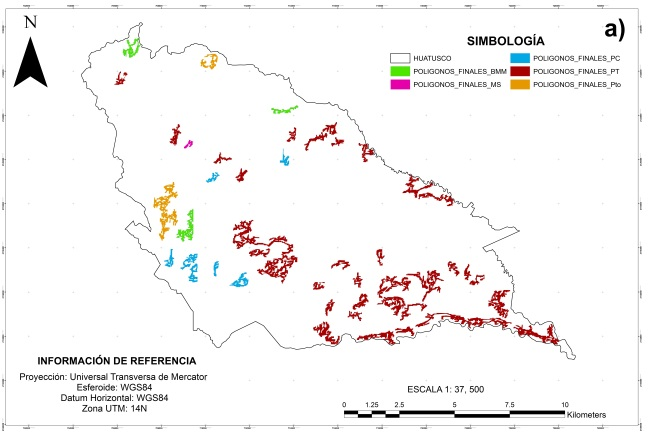 N
a)
SIMBOLOGÍA
HUATUSCO
POLIGONOS_FINALES_BMM
POLIGONOS_FINALES_MS
POLIGONOS_FINALES_PC
POLIGONOS_FINALES_PT
POLIGONOS_FINALES_Pto
INFORMACIÓN DE REFERENCIA
Proyección: Universal Transversa de Mercator
Esferoide: WGS84
Datum Horizontal: WGS84
Zona UTM: 14N
ESCALA 1: 37, 500
0 1.25 2.5 5 7.5 10
Kilometers